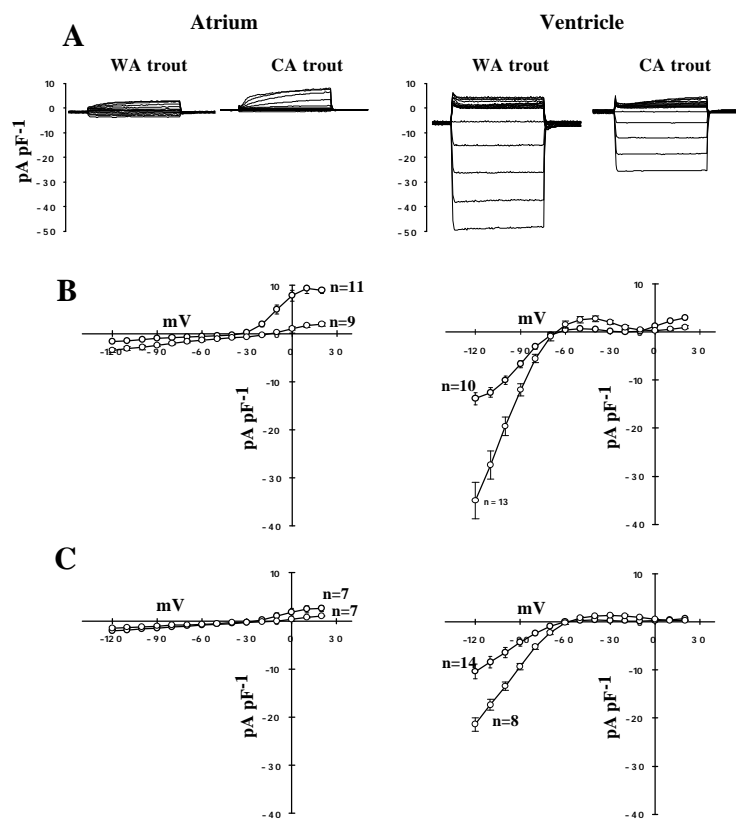 Atrium
Ventricle
A
WA trout
CA trout
WA trout
CA trout
10
0
-10
-20
-30
-40
-50
pA pF-1
10
0
-10
-20
-30
-40
-50
B
10
n=11
n=9
mV
-120
-90
-60
-30
0
30
-10
-20
-30
-40
pA pF-1
10
mV
-120
-90
-60
-30
0
30
n=10
n = 13
-10
-20
-30
-40
pA pF-1
C
10
n=7
n=7
mV
-120
-90
-60
-30
0
30
-10
-20
-30
-40
pA pF-1
10
mV
-120
-90
-60
-30
0
30
n=14
n=8
-10
-20
-30
-40
pA pF-1